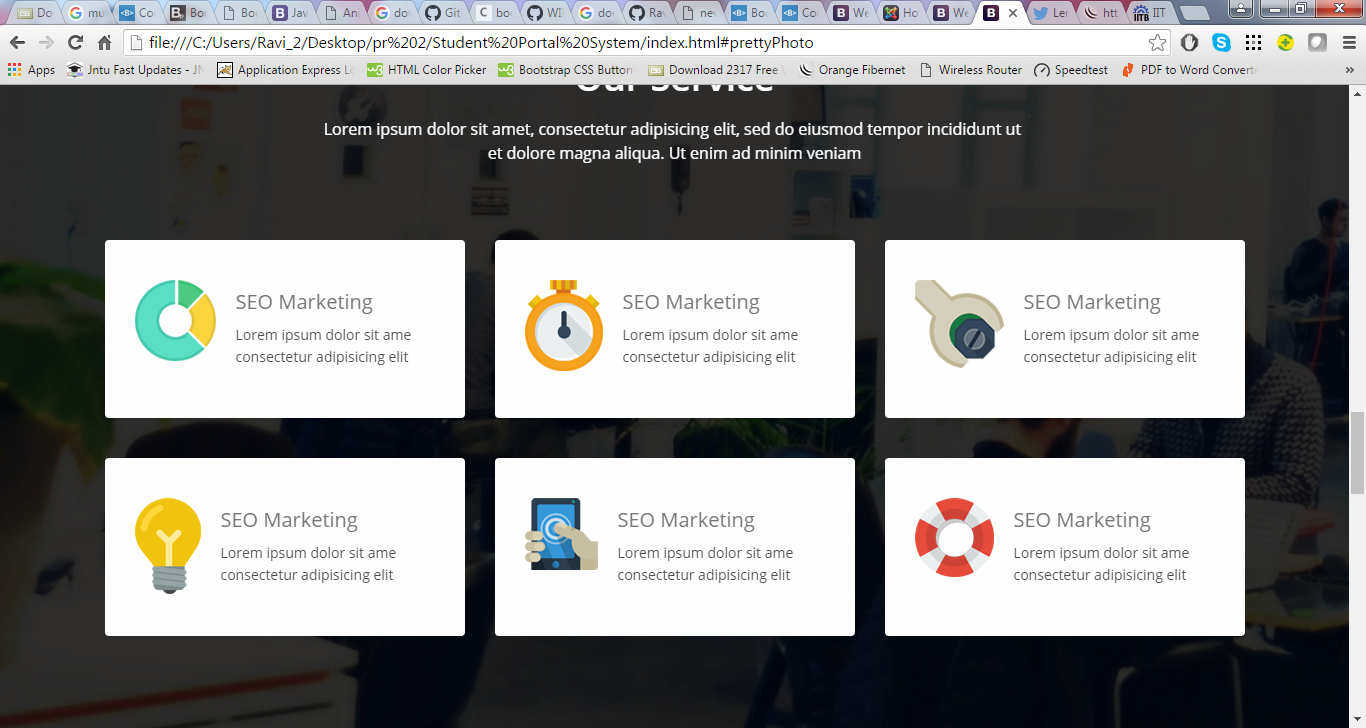 Do
mu
Co
Bo
Bo
Jav
An
do
Git
bo
WI
do
Ra
ne
Bo
Co
We
Ho
We
Le
htt
IIT
file:///C:/Users/Ravi_2/Desktop/pr%202/Student%20Portal%20System/index.html#prettyPhoto
Apps
Jntu Fast Updates - JN
Application Express Lo
HTML Color Picker
Bootstrap CSS Button
Download 2317 Free
Orange Fibernet
Wireless Router
Speedtest
PDF to Word Convert
»
Our Service
Lorem ipsum dolor sit amet, consectetur adipisicing elit, sed do eiusmod tempor incididunt ut
et dolore magna aliqua. Ut enim ad minim veniam
SEO Marketing
Lorem ipsum dolor sit ame
consectetur adipisicing elit
SEO Marketing
Lorem ipsum dolor sit ame
consectetur adipisicing elit
SEO Marketing
Lorem ipsum dolor sit ame
consectetur adipisicing elit
SEO Marketing
Lorem ipsum dolor sit ame
consectetur adipisicing elit
SEO Marketing
Lorem ipsum dolor sit ame
consectetur adipisicing elit
SEO Marketing
Lorem ipsum dolor sit ame
consectetur adipisicing elit